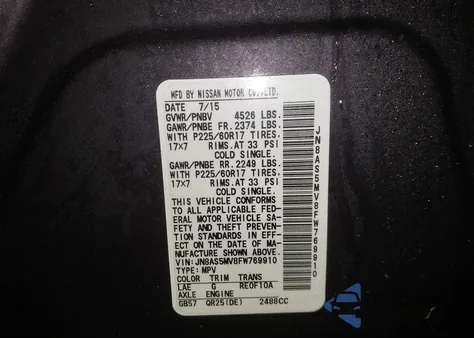 MFD BY NISSAN MOTOR CO.,LTD.
DATE 7/15
GVWR/PNBV 4526 LBS.
GAWR/PNBE FR. 2374 LBS.
WITH P225/60R17 TIRES.
17×7 RIMS.AT 33 PSI
COLD SINGLE.
GAWR/PNBE RR. 2249 LBS.
WITH P225/60R17 TIRES.
17×7 RIMS.AT 33 PSI
COLD SINGLE.
THIS VEHICLE CONFORMS
TO ALL APPLICABLE FED-
ERAL MOTOR VEHICLE SA-
FETY AND THEFT PREVEN-
TION STANDARDS IN EFF-
ECT ON THE DATE OF MA-
NUFACTURE SHOWN ABOVE.
VIN:JN8AS5MV8FW769910
TYPE:MPV
COLOR TRIM TRANS
LAE G RE0F10A
AXLE ENGINE
GB57 QR25(DE) 2488CC
JN8AS5MV8FW769910